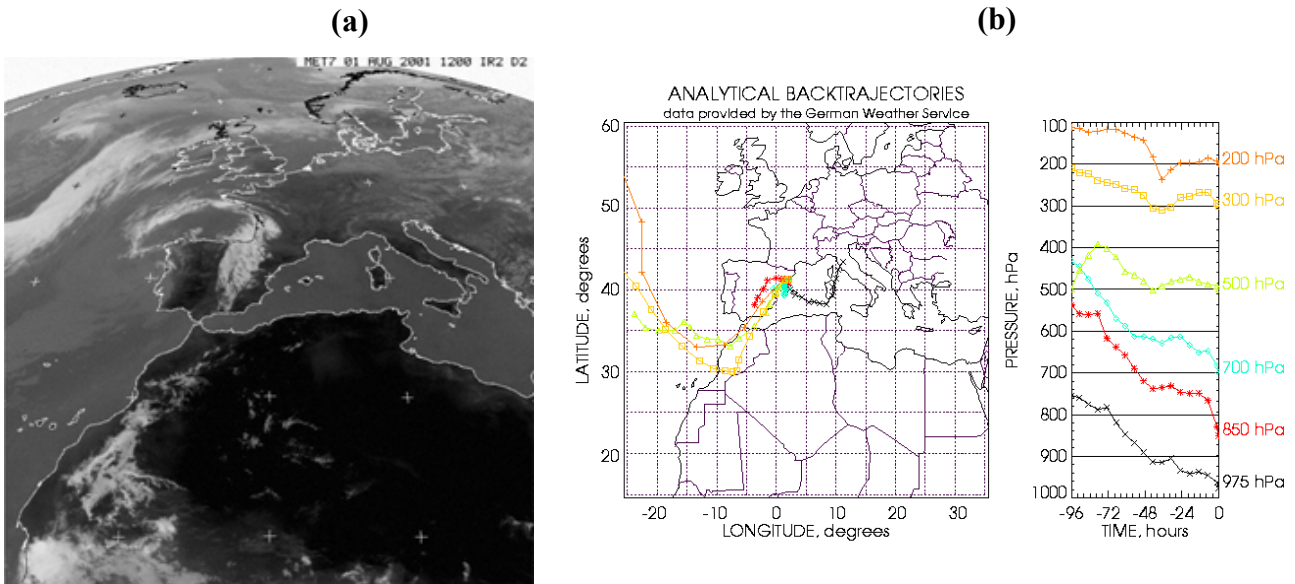 (a)
(b)
MET7 01 AUG 2001 1200 IR2 D2
ANALYTICAL BACKTRAJECTORIES
data provided by the German Weather Service
LATITUDE, degrees
60
50
40
30
20
-20 -10 0 10 20 30
LONGITUDE, degrees
PRESSURE, hPa
100
200
300
400
500
600
700
800
900
1000
-96 -72 -48 -24 0
TIME, hours
200 hPa
300 hPa
500 hPa
700 hPa
850 hPa
975 hPa